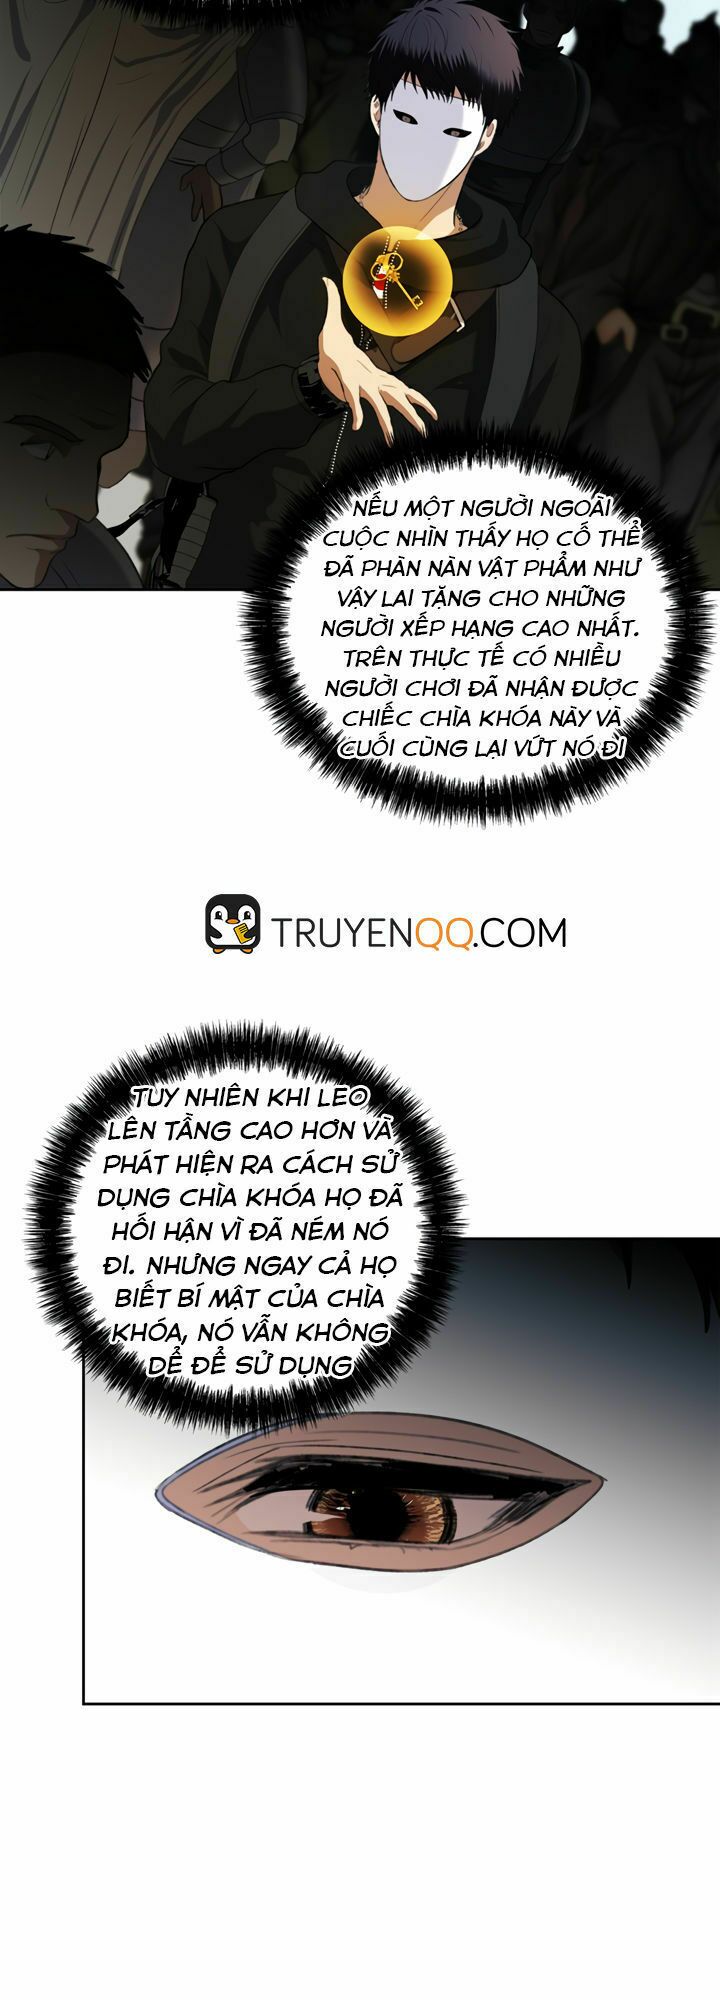 NẾU MỘT NGƯỜI NGOÀI
CUỘC NHÌN THẤY HỌ CÓ THỂ
ĐÃ PHÀN NÀN VẬT PHẨM NHƯ
VẬY LAI TẶNG CHO NHỮNG
NGƯỜI XẾP HẠNG CAO NHẤT.
TRÊN THỰC TẾ CÓ NHIỀU
NGƯỜI CHƠI ĐÃ NHẬN ĐƯỢC
CHIẾC CHÌA KHÓA NÀY VÀ
CUỐI CÙNG LẠI VỨT NÓ ĐI
TRUYENQQ.COM
TUY NHIÊN KHI LEO
LÊN TẦNG CAO HƠN VÀ
PHÁT HIỆN RA CÁCH SỬ
DỤNG CHÌA KHÓA HỌ ĐÃ
HỐI HẬN VÌ ĐÃ NÉM NÓ
ĐI. NHƯNG NGAY CẢ HỌ
BIẾT BÍ MẬT CỦA CHÌA
KHÓA, NÓ VẪN KHÔNG
DỂ ĐỂ SỬ DỤNG